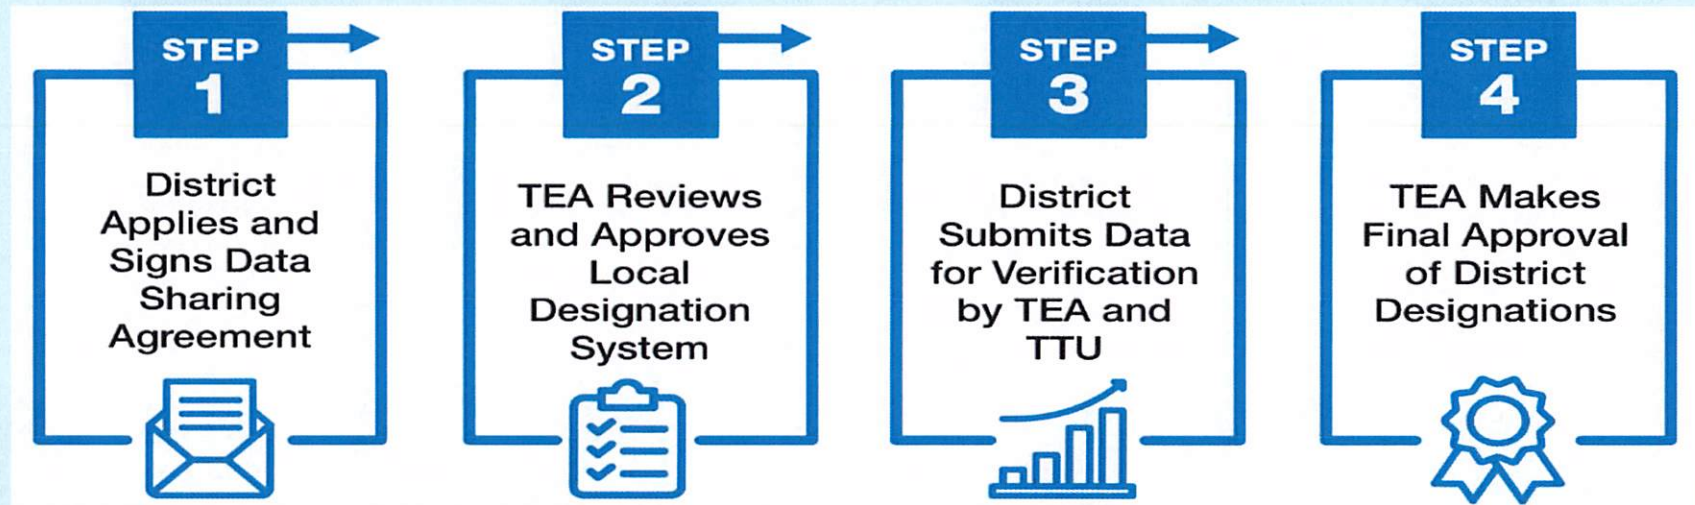 STEP
1
District
Applies and
Signs Data
Sharing
Agreement
STEP
2
TEA Reviews
and Approves
Local
Designation
System
STEP
3
District
Submits Data
for Verification
by TEA and
TTU
STEP
4
TEA Makes
Final Approval
of District
Designations